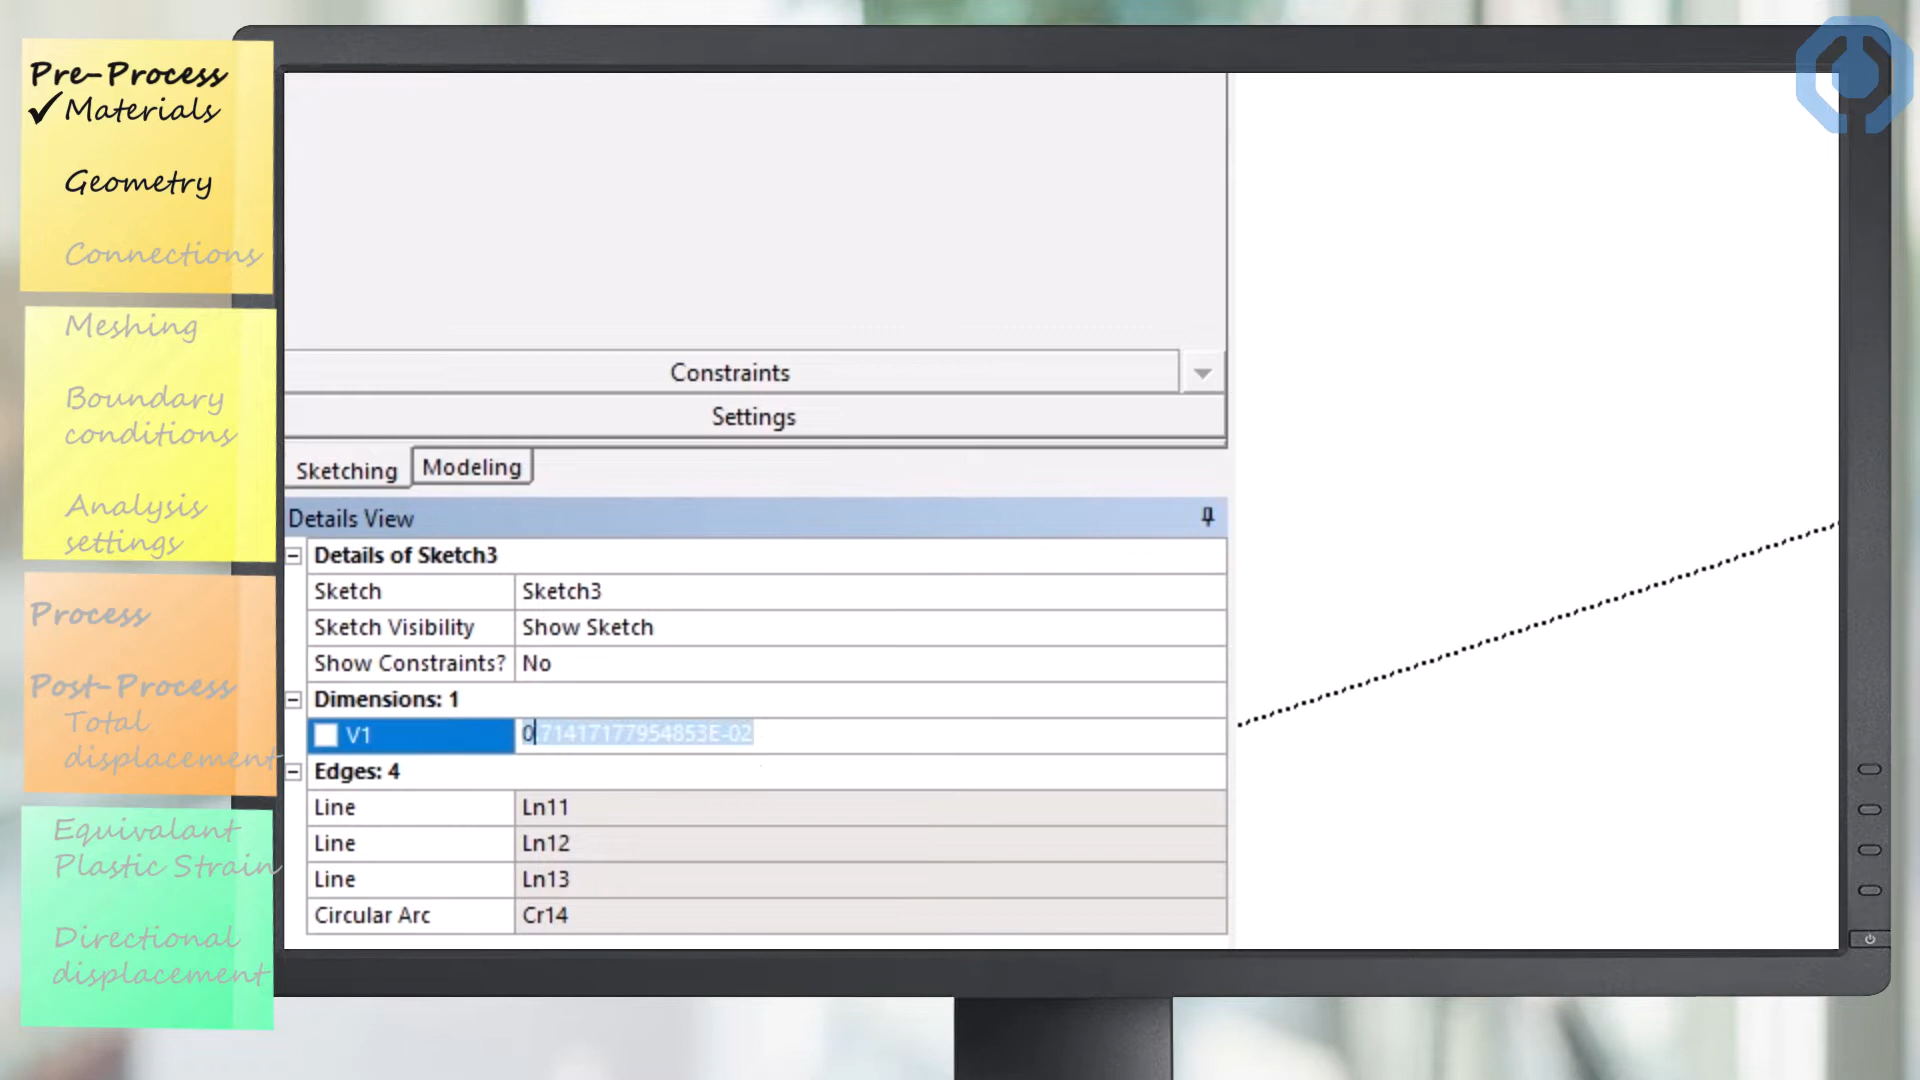 Pre-Process
✓Materials
Geometry
Connections
Meshing
Boundary
conditions
Analysis
settings
Process
Post-Process
Total
displacement
Equivalant
Plastic Strain
Directional
displacement
Constraints
Settings
Sketching
Modeling
Details View
Details of Sketch3
Sketch Sketch3
Sketch Visibility Show Sketch
Show Constraints? No
Dimensions: 1
V1 0.71417177954853E-02
Edges: 4
Line Ln11
Line Ln12
Line Ln13
Circular Arc Cr14